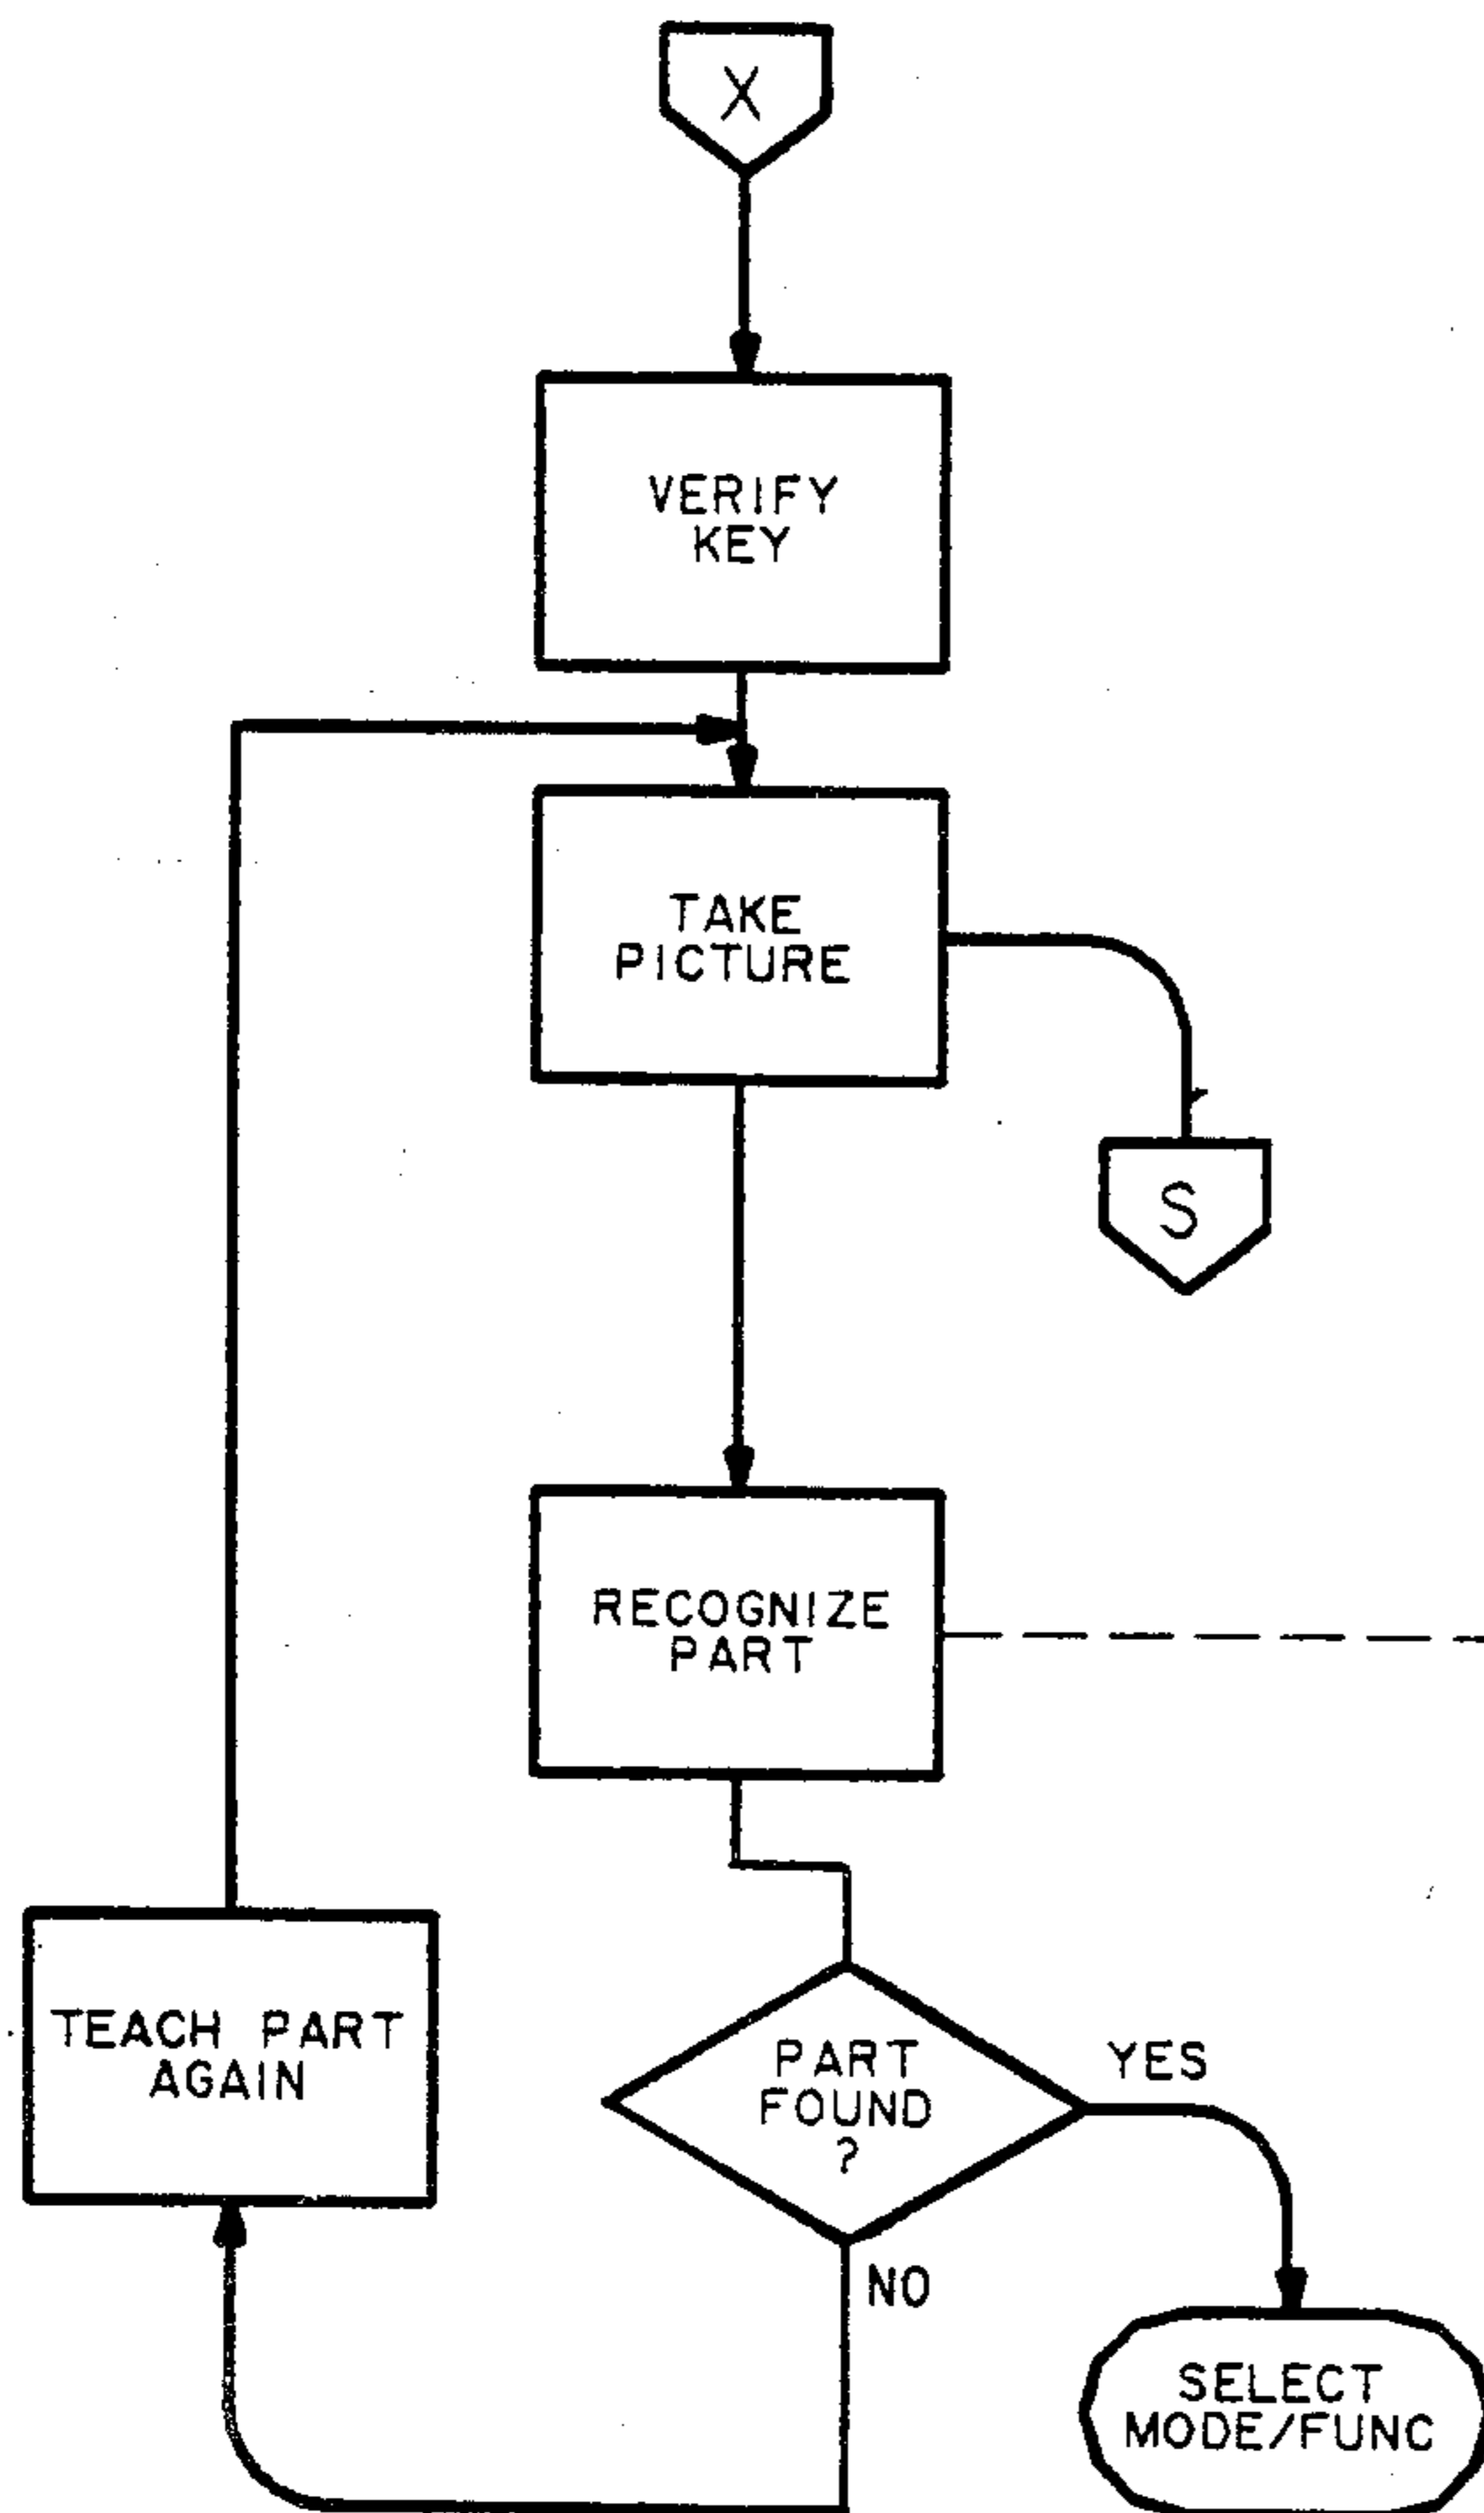 X
VERIFY
KEY
TAKE
PICTURE
S
RECOGNIZE
PART
TEACH PART
AGAIN
PART
FOUND
?
YES
NO
SELECT
MODE/FUNC